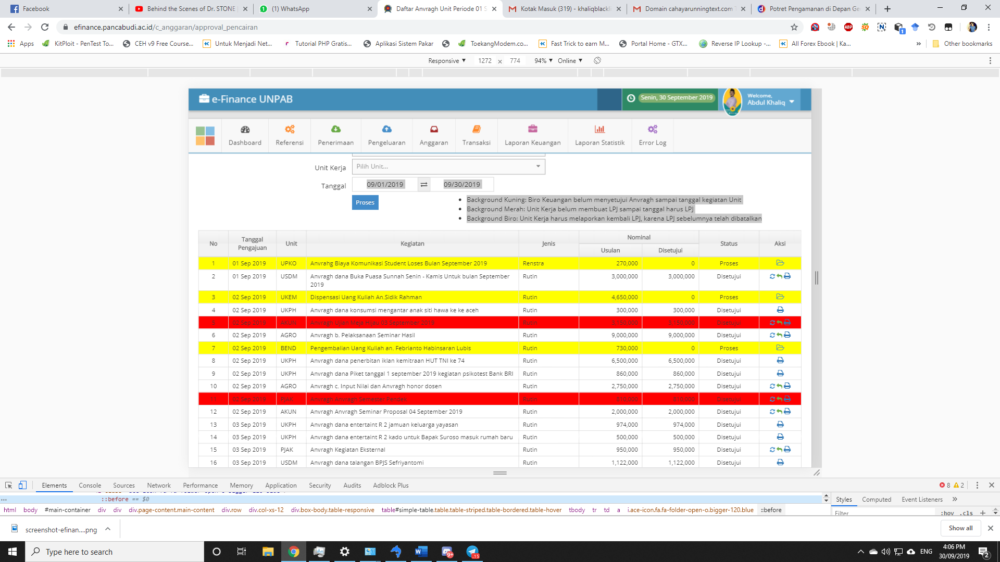 Facebook
Behind the Scenes of Dr. STONE
(1) WhatsApp
Daftar Anvragh Unit Periode 01 S
Kotak Masuk (319) - khaliqblackli
Domain cahayarunningtext.com T
Potret Pengamanan di Depan Ge
efinance.pancabudi.ac.id/c_anggaran/approval_pencairan
Apps
KitPloit - PenTest To...
CEH v9 Free Course...
Untuk Menjadi Net...
Tutorial PHP Gratis...
Aplikasi Sistem Pakar
ToekangModem.co...
Fast Trick to earn M...
Portal Home - GTX...
Reverse IP Lookup -...
All Forex Ebook | Ka...
» Other bookmarks
Responsive ▼ 1272 x 774 94% ▼ Online ▼
e-Finance UNPAB
Senin, 30 September 2019
Welcome,
Abdul Khaliq
Dashboard Referensi Penerimaan Pengeluaran Anggaran Transaksi Laporan Keuangan Laporan Statistik Error Log
Unit Kerja Pilih Unit...
Tanggal 09/01/2019 09/30/2019
Proses
• Background Kuning: Biro Keuangan belum menyetujui Anvragh sampai tanggal kegiatan Unit
• Background Merah: Unit Kerja belum membuat LPJ sampai tanggal harus LPJ
• Background Biro: Unit Kerja harus melaporkan kembali LPJ, karena LPJ sebelumnya telah dibatalkan
No Tanggal Pengajuan Unit Kegiatan Jenis Nominal Status Aksi
Usulan Disetujui
1 01 Sep 2019 UPKO Anvrahg Biaya Komunikasi Student Loses Bulan September 2019 Renstra 270,000 0 Proses
2 01 Sep 2019 USDM Anvragh dana Buka Puasa Sunnah Senin - Kamis Untuk bulan September 2019 Rutin 3,000,000 3,000,000 Disetujui
3 02 Sep 2019 UKEM Dispensasi Uang Kuliah An.Sidik Rahman Rutin 4,650,000 0 Proses
4 02 Sep 2019 UKPH Anvragh dana konsumsi mengantar anak siti hawa ke ke aceh Rutin 300,000 300,000 Disetujui
5 02 Sep 2019 AKUN Anvragh Ujian Meja Hijau 03 September 2019 Rutin 3,150,000 3,150,000 Disetujui
6 02 Sep 2019 AGRO Anvragh b. Pelaksanaan Seminar Hasil Rutin 9,000,000 9,000,000 Disetujui
7 02 Sep 2019 BEND Pengembalian Uang Kuliah an. Febrianto Habinsaran Lubis Rutin 730,000 0 Proses
8 02 Sep 2019 UKPH Anvragh dana penerbitan iklan kemitraan HUT TNI ke 74 Rutin 6,500,000 6,500,000 Disetujui
9 02 Sep 2019 UKPH Anvragh dana Piket tanggal 1 september 2019 kegiatan psikotest Bank BRI Rutin 860,000 860,000 Disetujui
10 02 Sep 2019 AGRO Anvragh c. Input Nilai dan Anvragh honor dosen Rutin 2,750,000 2,750,000 Disetujui
11 02 Sep 2019 PJAK Anvragh Anvragh Semester Pendek Rutin 810,000 810,000 Disetujui
12 02 Sep 2019 AKUN Anvragh Anvragh Seminar Proposal 04 September 2019 Rutin 2,000,000 2,000,000 Disetujui
13 03 Sep 2019 UKPH Anvragh dana entertaint R 2 jamuan keluarga yayasan Rutin 974,000 974,000 Disetujui
14 03 Sep 2019 UKPH Anvragh dana entertaint R 2 kado untuk Bapak Suroso masuk rumah baru Rutin 500,000 500,000 Disetujui
15 03 Sep 2019 PJAK Anvragh Kegiatan Eksternal Rutin 950,000 950,000 Disetujui
16 03 Sep 2019 USDM Anvragh dana talangan BPJS Sefriyantomi Rutin 1,122,000 1,122,000 Disetujui
Elements Console Sources Network Performance Memory Application Security Audits Adblock Plus 8 2
... ::before == $0
Styles Computed Event Listeners »
html body #main-container div div div.page-content.main-content div.row div.col-xs-12 div.box-body.table-responsive table#simple-table.table.table-striped.table-bordered.table-hover tbody tr td a i.ace-icon.fa.fa-folder-open-o.bigger-120.blue ::before
Filter :hov .cls +
screenshot-efinan....png
Show all
Type here to search
9+
15
ENG
4:06 PM
30/09/2019
2